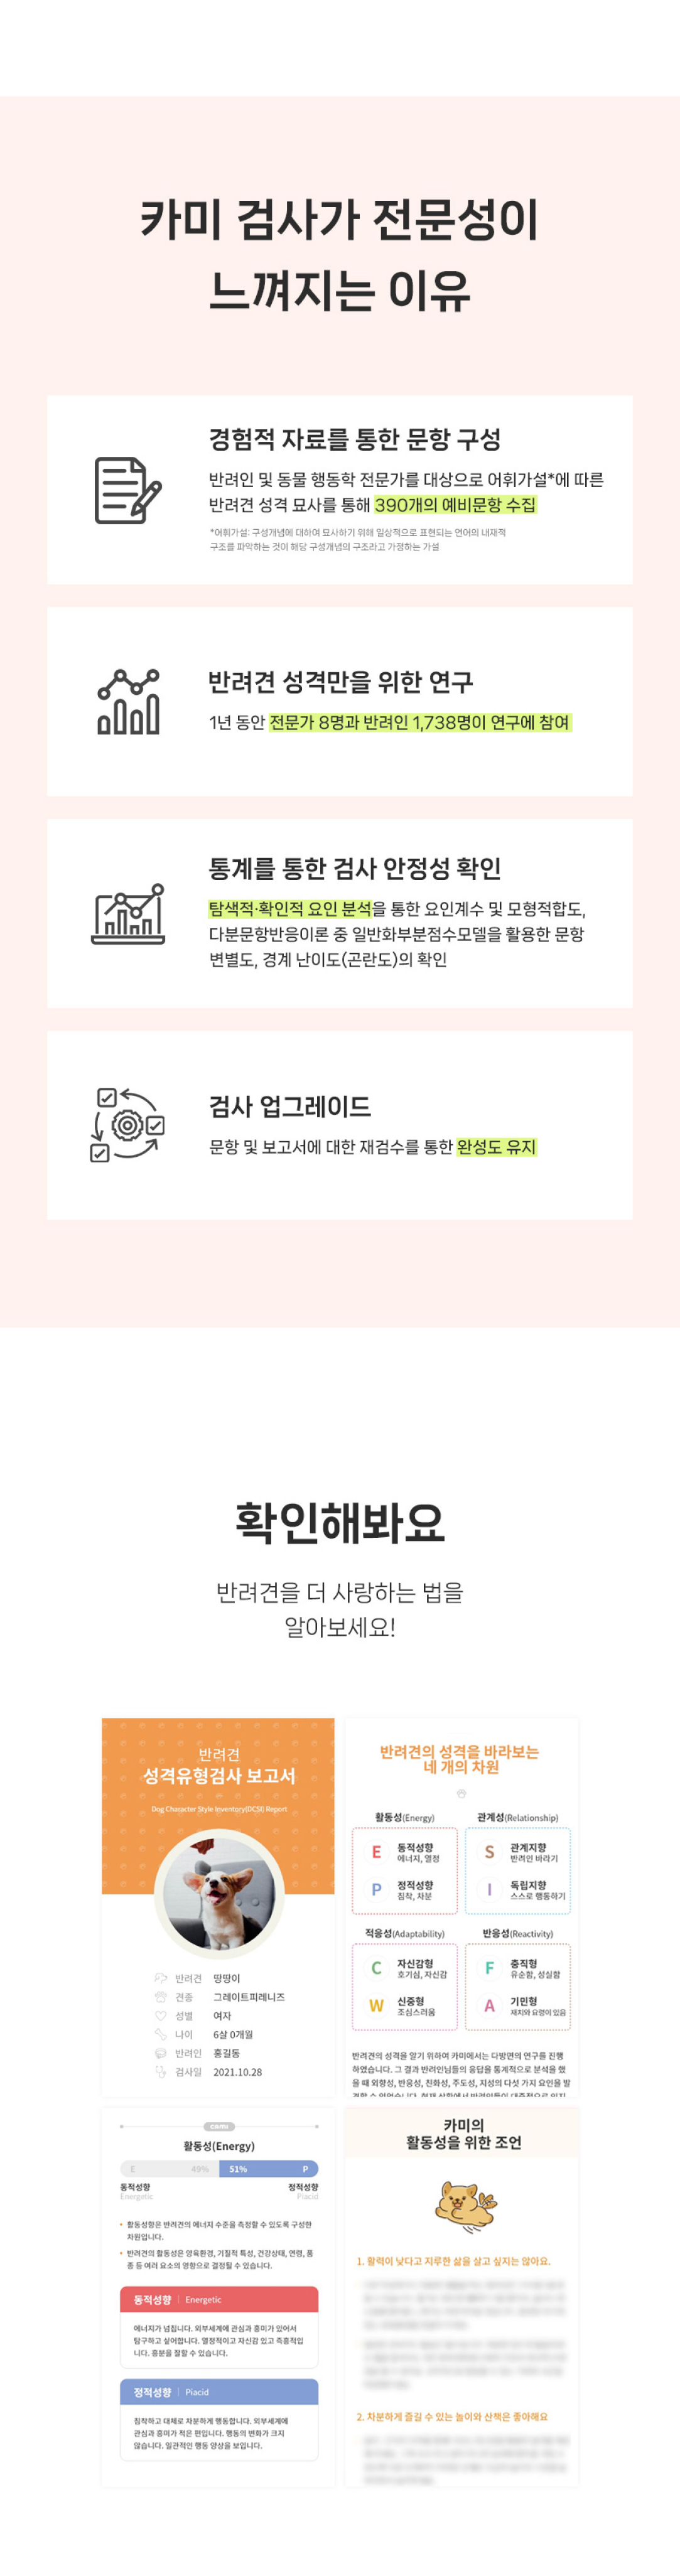 카미 검사가 전문성이
느껴지는 이유
경험적 자료를 통한 문항 구성
반려인 및 동물 행동학 전문가를 대상으로 어휘가설*에 따른
반려견 성격 묘사를 통해 390개의 예비문항 수집
*어휘가설: 구성개념에 대하여 묘사하기 위해 일상적으로 표현되는 언어의 내재적
구조를 파악하는 것이 해당 구성개념의 구조라고 가정하는 가설
반려견 성격만을 위한 연구
1년 동안 전문가 8명과 반려인 1,738명이 연구에 참여
통계를 통한 검사 안정성 확인
탐색적·확인적 요인 분석을 통한 요인계수 및 모형적합도,
다분문항반응이론 중 일반화부분점수모델을 활용한 문항
변별도, 경계 난이도(곤란도)의 확인
검사 업그레이드
문항 및 보고서에 대한 재검수를 통한 완성도 유지
확인해봐요
반려견을 더 사랑하는 법을
알아보세요!
반려견
성격유형검사 보고서
Dog Character Style Inventory(DCSI) Report
반려견 땅땅이
견종 그레이트피레니즈
성별 여자
나이 6살 0개월
반려인 홍길동
검사일 2021.10.28
반려견의 성격을 바라보는
네 개의 차원
활동성(Energy) 관계성(Relationship)
E 동적성향
에너지, 열정
P 정적성향
침착, 차분
S 관계지향
반려인 바라기
I 독립지향
스스로 행동하기
적응성(Adaptability) 반응성(Reactivity)
C 자신감형
호기심, 자신감
W 신중형
조심스러움
F 충직형
유순함, 성실함
A 기민형
재치와 요령이 있음
반려견의 성격을 알기 위하여 카미에서는 다방면의 연구를 진행
하였습니다. 그 결과 반려인님들의 응답을 통계적으로 분석을 했
을 때 외향성, 반응성, 친화성, 주도성, 지성의 다섯 가지 요인을 발
CAMI
활동성(Energy)
E 49% 51% P
동적성향 정적성향
Energetic Placid
• 활동성향은 반려견의 에너지 수준을 측정할 수 있도록 구성한
차원입니다.
• 반려견의 활동성은 양육환경, 기질적 특성, 건강상태, 연령, 품
종 등 여러 요소의 영향으로 결정될 수 있습니다.
동적성향 | Energetic
에너지가 넘칩니다. 외부세계에 관심과 흥미가 있어서
탐구하고 싶어합니다. 열정적이고 자신감 있고 즉흥적입
니다. 흥분을 잘할 수 있습니다.
정적성향 | Placid
침착하고 대체로 차분하게 행동합니다. 외부세계에
관심과 흥미가 적은 편입니다. 행동의 변화가 크지
않습니다. 일관적인 행동 양상을 보입니다.
카미의
활동성을 위한 조언
1. 활력이 낮다고 지루한 삶을 살고 싶지는 않아요.
2. 차분하게 즐길 수 있는 놀이와 산책은 좋아해요